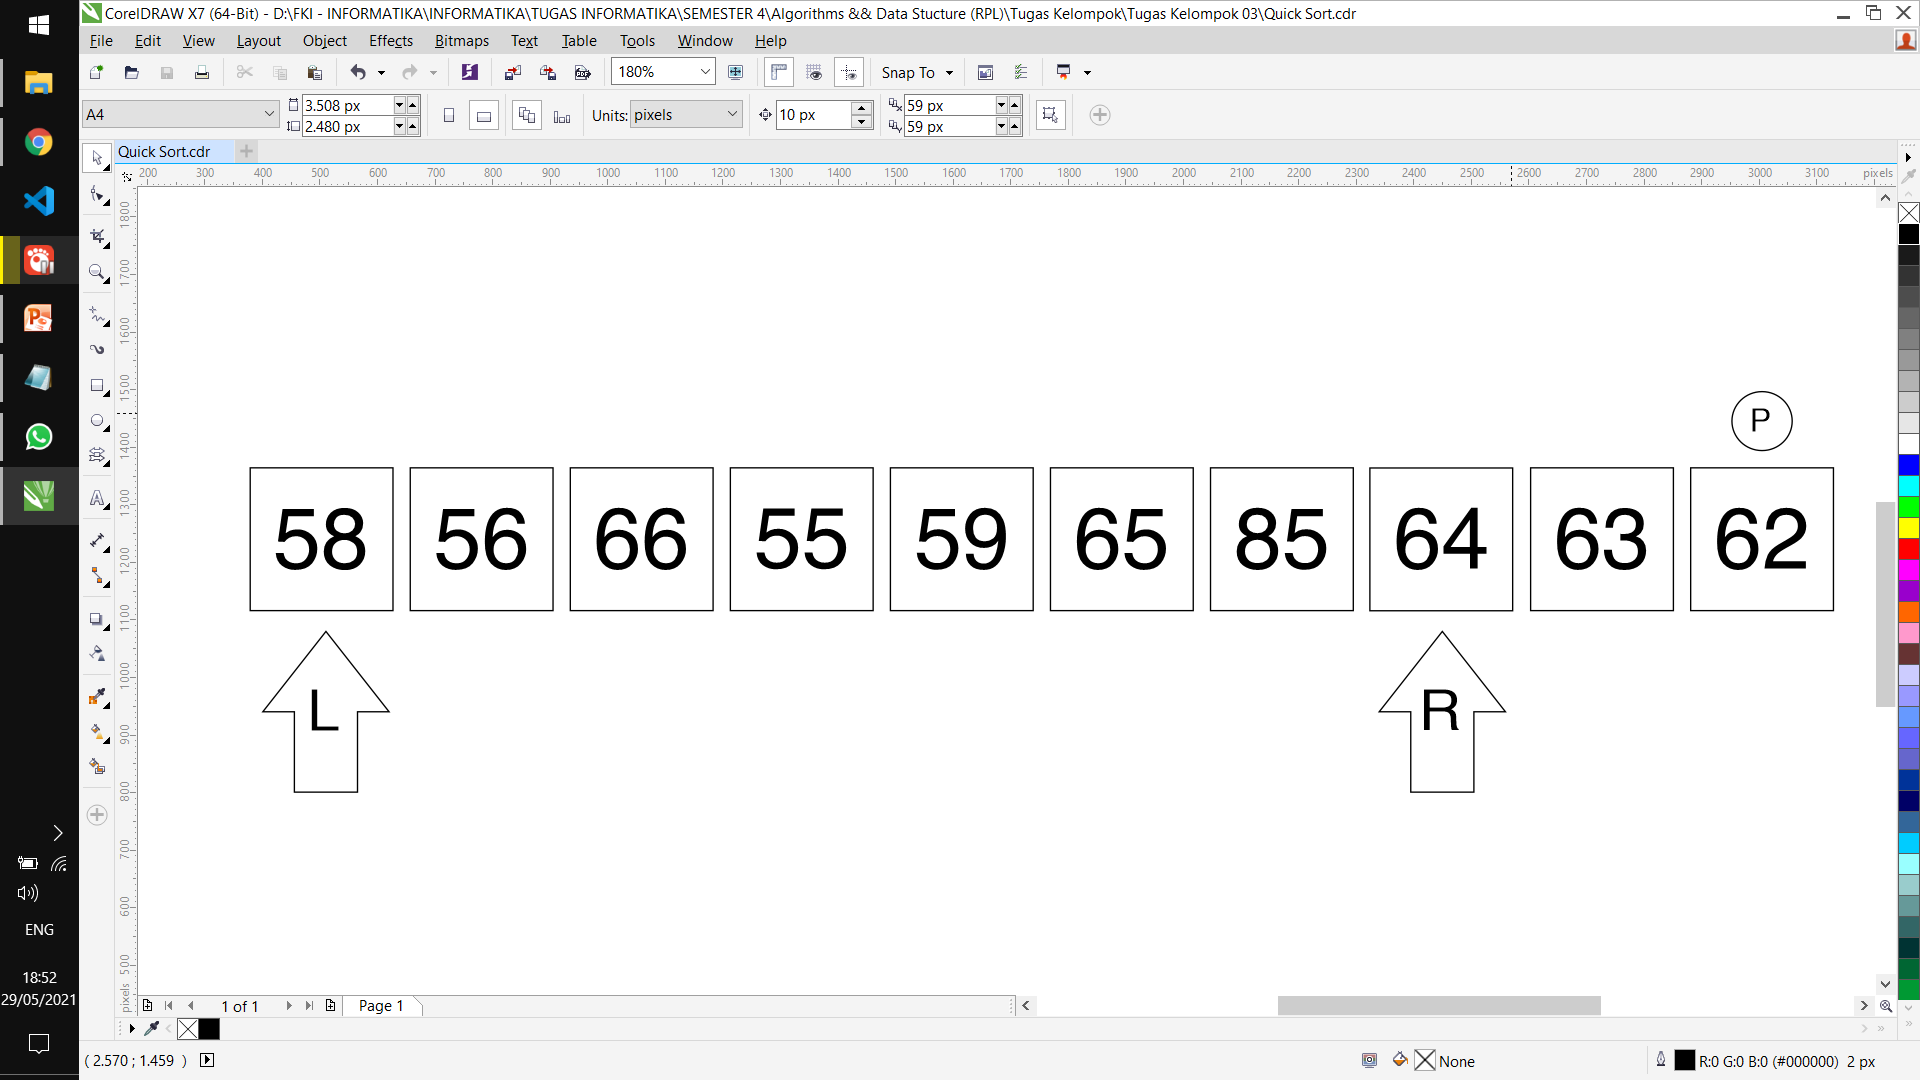 CorelDRAW X7 (64-Bit) - D:\FKI - INFORMATIKA\INFORMATIKA\TUGAS INFORMATIKA\SEMESTER 4\Algorithms && Data Stucture (RPL)\Tugas Kelompok\Tugas Kelompok 03\Quick Sort.cdr
File Edit View Layout Object Effects Bitmaps Text Table Tools Window Help
180% Snap To
A4 3.508 px 2.480 px Units: pixels 10 px 59 px 59 px
Quick Sort.cdr
200 300 400 500 600 700 800 900 1000 1100 1200 1300 1400 1500 1600 1700 1800 1900 2000 2100 2200 2300 2400 2500 2600 2700 2800 2900 3000 3100 pixels
1800
1700
1600
1500
1400
1300
1200
1100
1000
900
800
700
600
500
pixels
P
58 56 66 55 59 65 85 64 63 62
L R
1 of 1 Page 1
( 2.570 ; 1.459 ) None R:0 G:0 B:0 (#000000) 2 px
ENG
18:52
29/05/2021